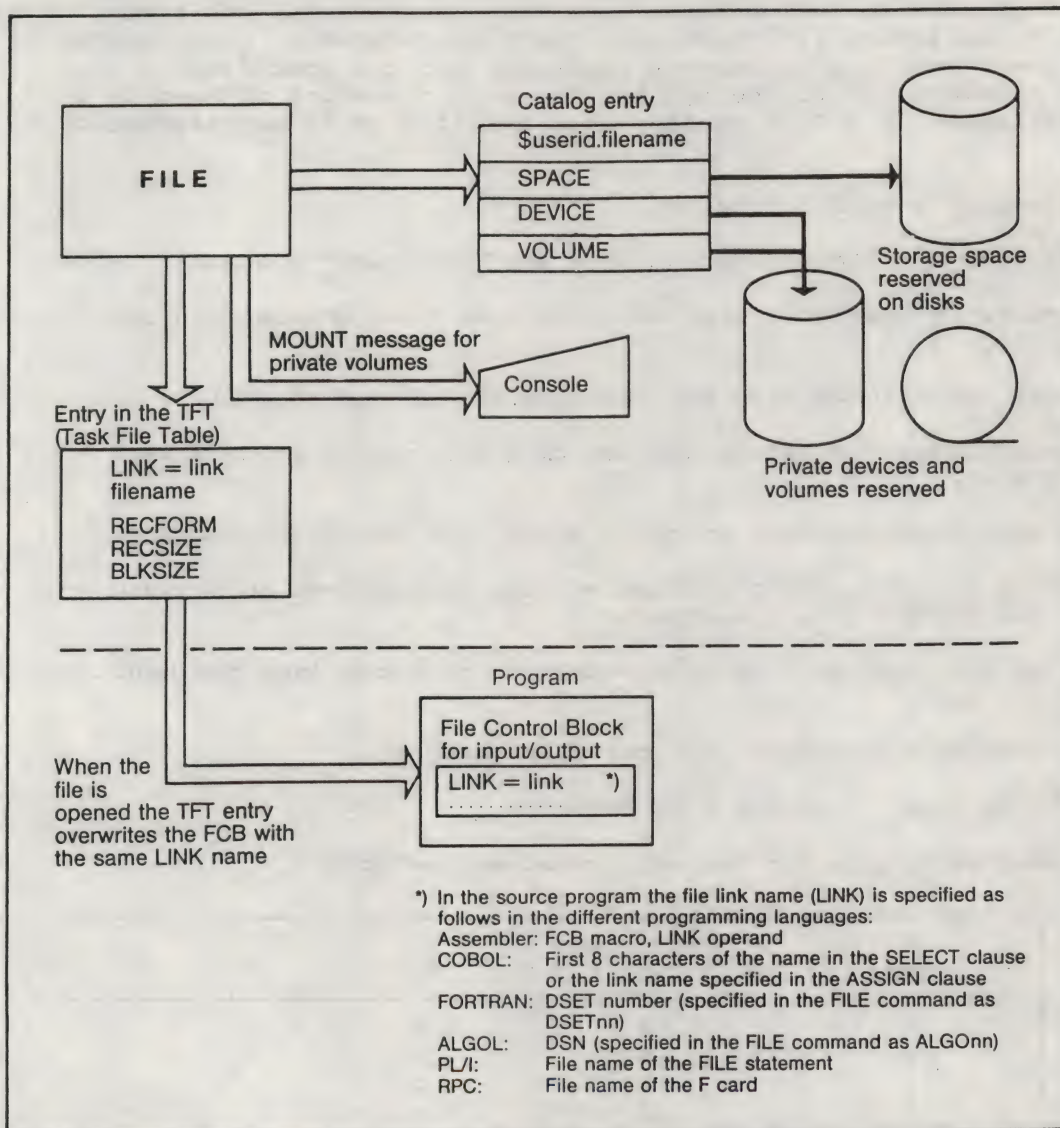 Catalog entry
$userid.filename
FILE
SPACE
DEVICE
VOLUME
Storage space
reserved
on disks
MOUNT message for
private volumes
Console
Entry in the TFT
(Task File Table)
Private devices and
volumes reserved
LINK = link
filename
RECFORM
RECSIZE
BLKSIZE
Program
File Control Block
for input/output
LINK = link *)
. . . . . . . . . . . .
When the
file is
opened the TFT entry
overwrites the FCB with
the same LINK name
*) In the source program the file link name (LINK) is specified as
follows in the different programming languages:
Assembler: FCB macro, LINK operand
COBOL: First 8 characters of the name in the SELECT clause
or the link name specified in the ASSIGN clause
FORTRAN: DSET number (specified in the FILE command as
DSETnn)
ALGOL: DSN (specified in the FILE command as ALGOnn)
PL/I: File name of the FILE statement
RPC: File name of the F card